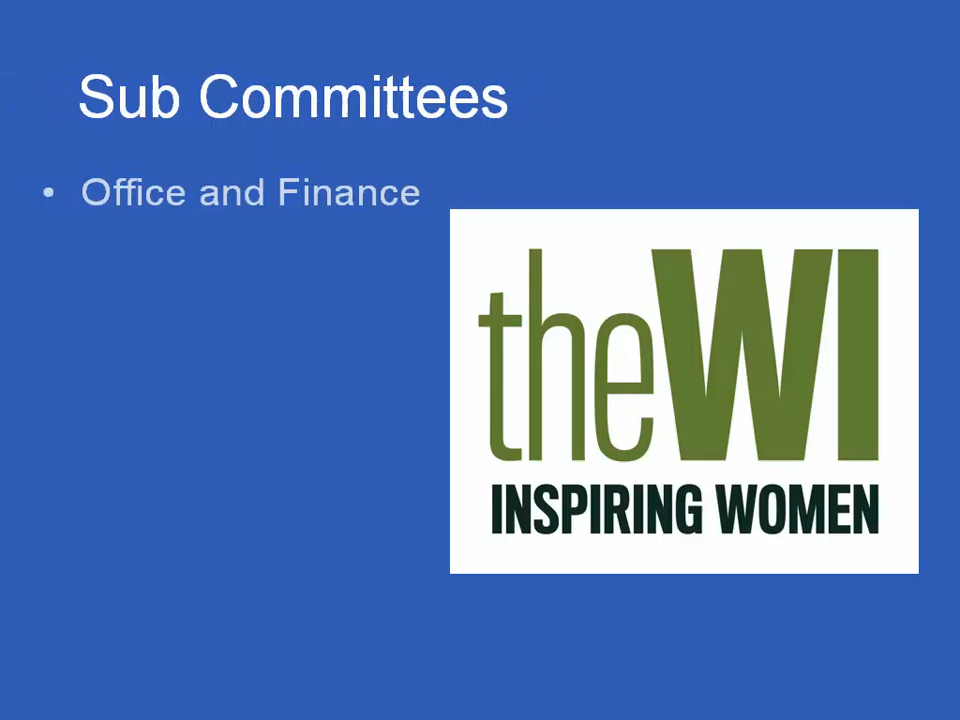 Sub Committees
• Office and Finance
theWI
INSPIRING WOMEN